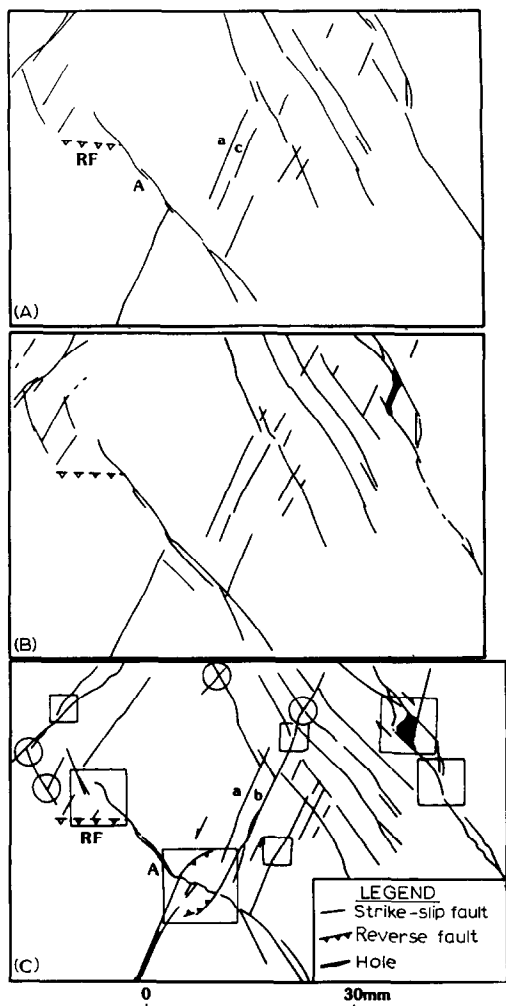 a
c
RF
A
(A)
(B)
a
b
RF
A
LEGEND
Strike-slip fault
Reverse fault
Hole
(C)
0 30mm